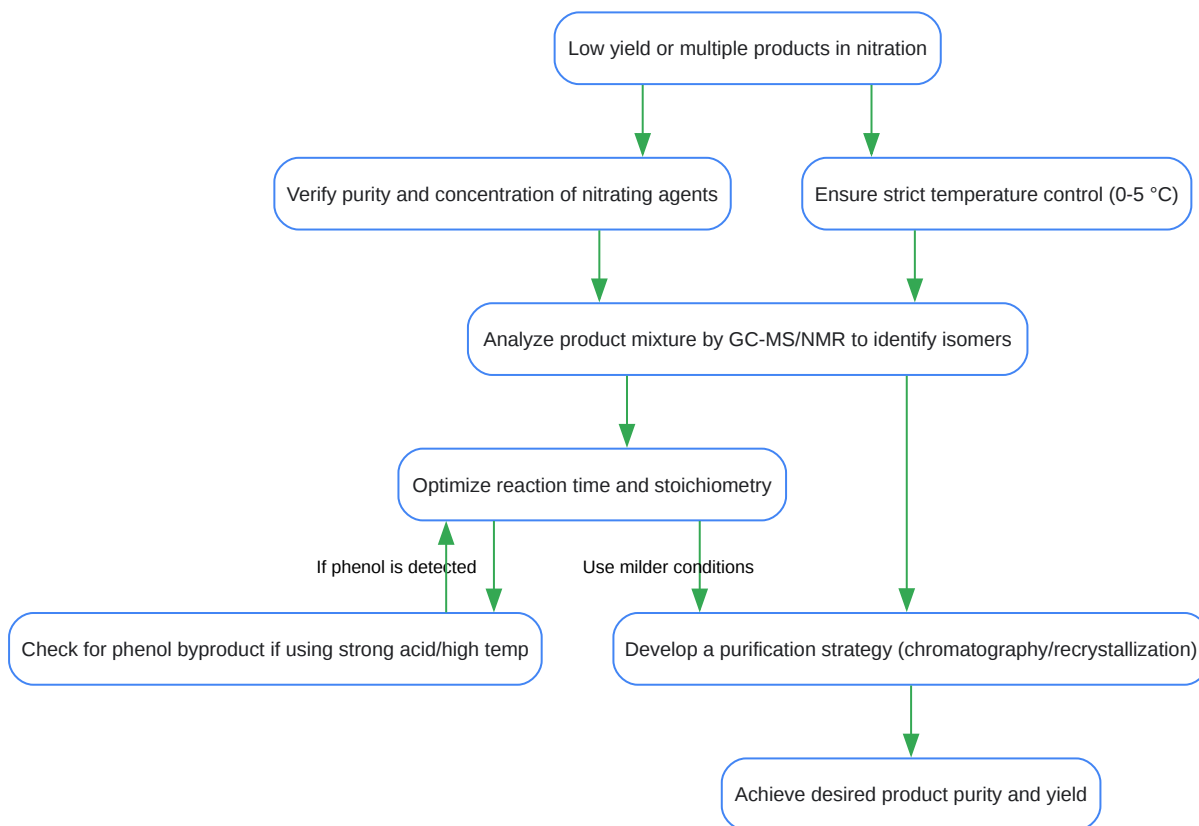 Low yield or multiple products in nitration
Verify purity and concentration of nitrating agents
Ensure strict temperature control (0-5 °C)
Analyze product mixture by GC-MS/NMR to identify isomers
Optimize reaction time and stoichiometry
If phenol is detected
Use milder conditions
Check for phenol byproduct if using strong acid/high temp
Develop a purification strategy (chromatography/recrystallization)
Achieve desired product purity and yield